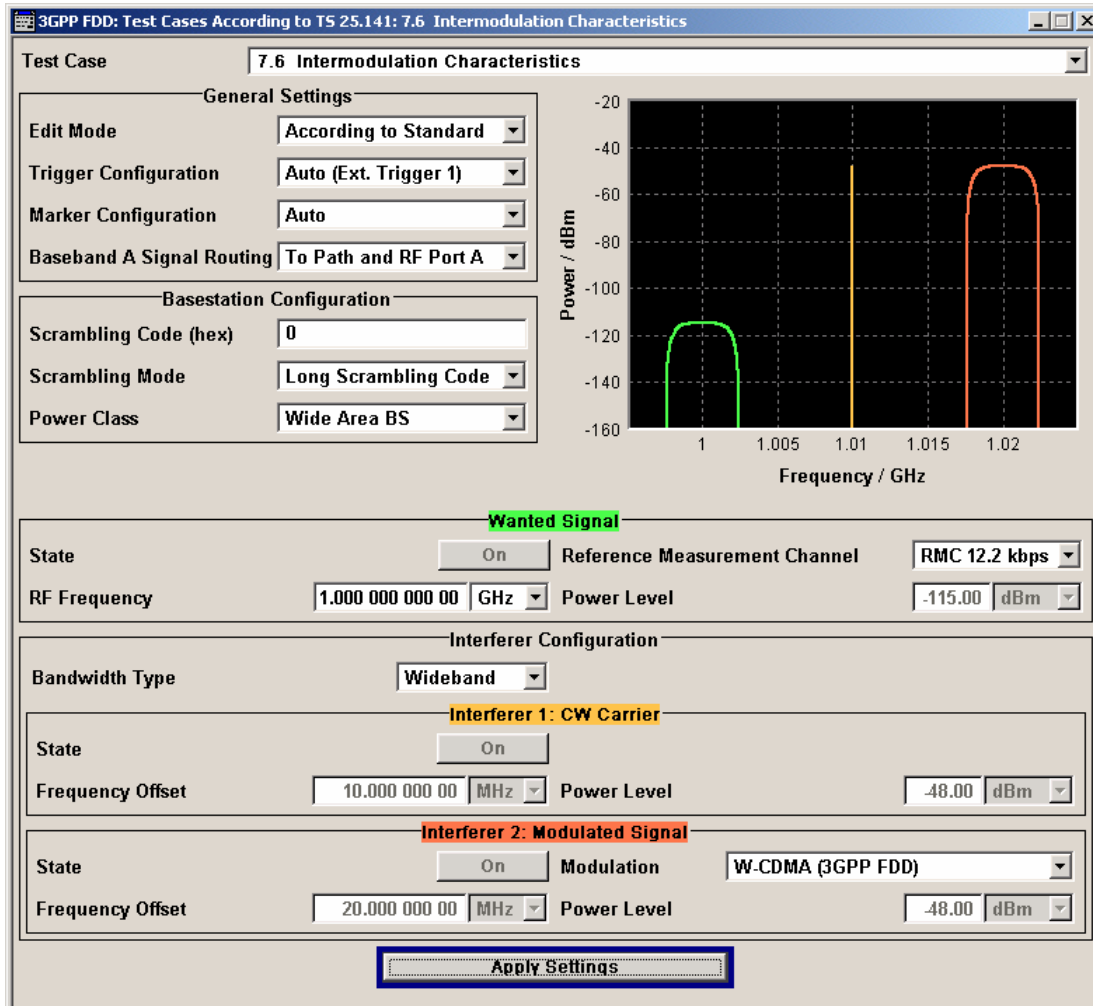 3GPP FDD: Test Cases According to TS 25.141: 7.6 Intermodulation Characteristics
Test Case 7.6 Intermodulation Characteristics
General Settings
Edit Mode According to Standard
Trigger Configuration Auto (Ext. Trigger 1)
Marker Configuration Auto
Baseband A Signal Routing To Path and RF Port A
Basestation Configuration
Scrambling Code (hex) 0
Scrambling Mode Long Scrambling Code
Power Class Wide Area BS
Power / dBm
-20
-40
-60
-80
-100
-120
-140
-160
1 1.005 1.01 1.015 1.02
Frequency / GHz
Wanted Signal
State On Reference Measurement Channel RMC 12.2 kbps
RF Frequency 1.000 000 000 00 GHz Power Level -115.00 dBm
Interferer Configuration
Bandwidth Type Wideband
Interferer 1: CW Carrier
State On
Frequency Offset 10.000 000 00 MHz Power Level -48.00 dBm
Interferer 2: Modulated Signal
State On Modulation W-CDMA (3GPP FDD)
Frequency Offset 20.000 000 00 MHz Power Level -48.00 dBm
Apply Settings